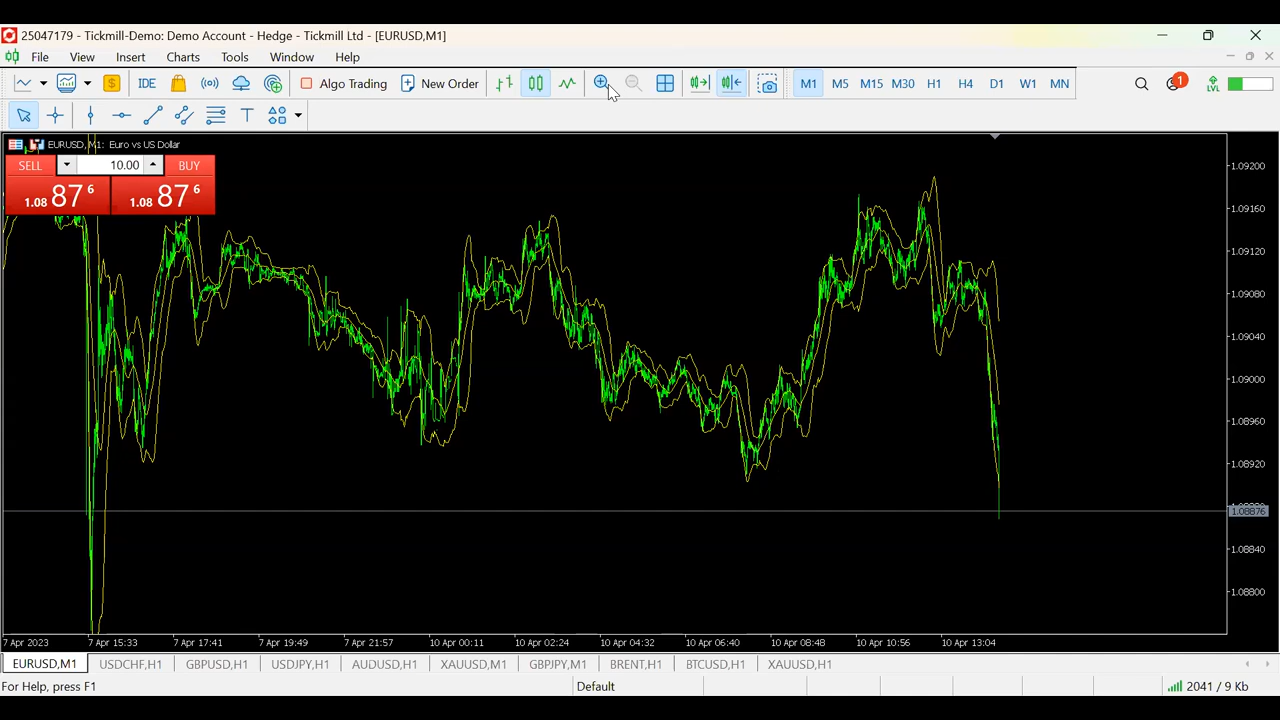 25047179 - Tickmill-Demo: Demo Account - Hedge - Tickmill Ltd - [EURUSD,M1]
File View Insert Charts Tools Window Help
IDE Algo Trading New Order M1 M5 M15 M30 H1 H4 D1 W1 MN 1 LVL
T
EURUSD, M1: Euro vs US Dollar
SELL 10.00 BUY
1.08 87 6 1.08 87 6
1.09200
1.09160
1.09120
1.09080
1.09040
1.09000
1.08960
1.08920
1.08876
1.08840
1.08800
7 Apr 2023 7 Apr 15:33 7 Apr 17:41 7 Apr 19:49 7 Apr 21:57 10 Apr 00:11 10 Apr 02:24 10 Apr 04:32 10 Apr 06:40 10 Apr 08:48 10 Apr 10:56 10 Apr 13:04
EURUSD,M1 USDCHF,H1 GBPUSD,H1 USDJPY,H1 AUDUSD,H1 XAUUSD,M1 GBPJPY,M1 BRENT,H1 BTCUSD,H1 XAUUSD,H1
For Help, press F1 Default 2041 / 9 Kb